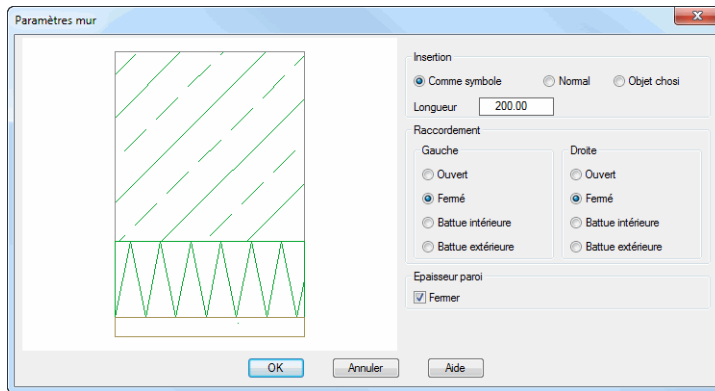 Paramètres mur
Insertion
Comme symbole Normal Objet chosi
Longueur 200.00
Raccordement
Gauche Droite
Ouvert Ouvert
Fermé Fermé
Battue intérieure Battue intérieure
Battue extérieure Battue extérieure
Epaisseur paroi
Fermer
OK Annuler Aide